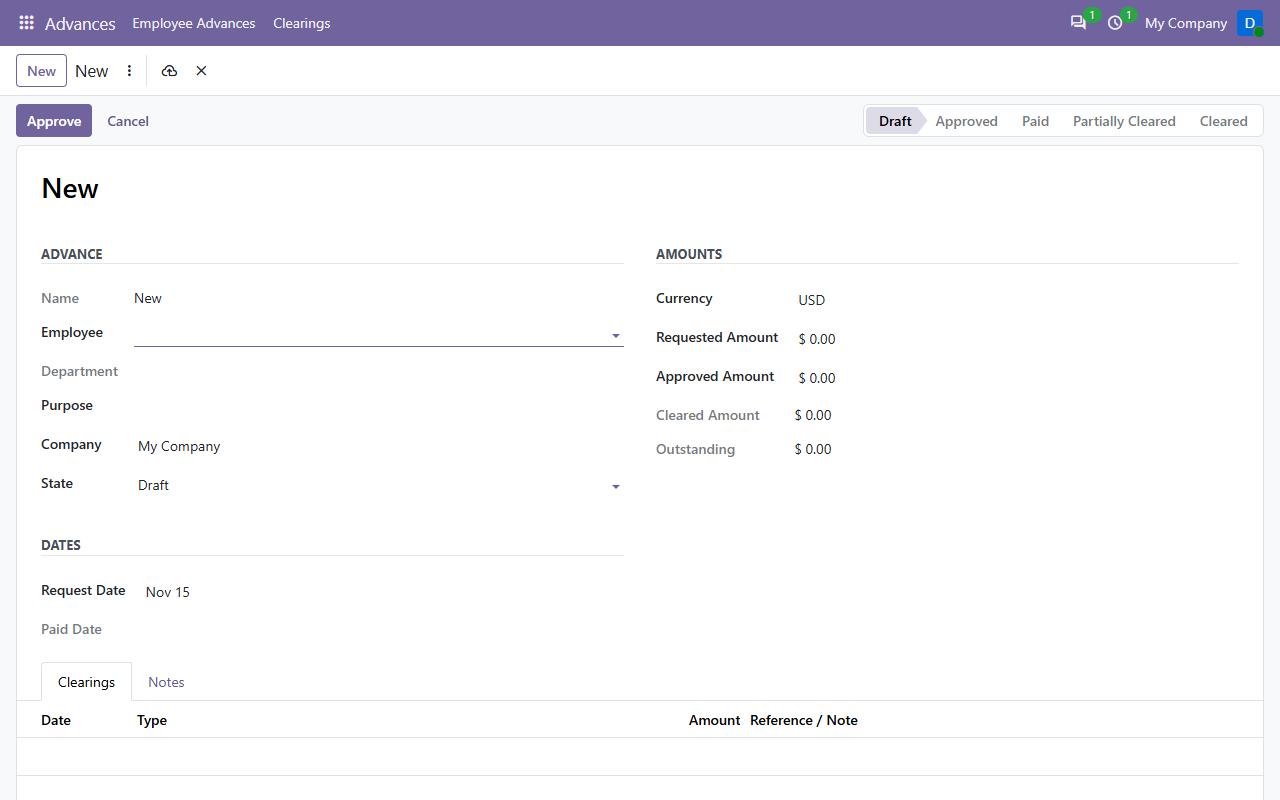 Advances Employee Advances Clearings 1 1 My Company D
New New
Approve Cancel Draft Approved Paid Partially Cleared Cleared
New
ADVANCE AMOUNTS
Name New Currency USD
Employee Requested Amount $ 0.00
Department Approved Amount $ 0.00
Purpose Cleared Amount $ 0.00
Company My Company Outstanding $ 0.00
State Draft
DATES
Request Date Nov 15
Paid Date
Clearings Notes
Date Type Amount Reference / Note